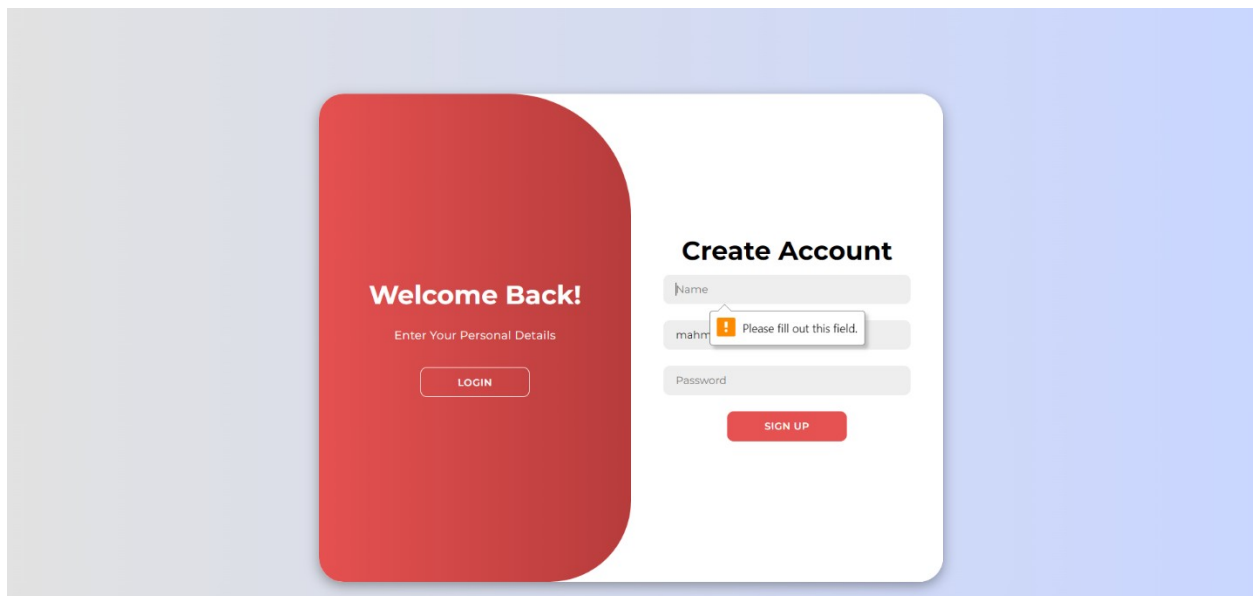 Welcome Back!
Enter Your Personal Details
LOGIN
Create Account
Name
Please fill out this field.
mahm
Password
SIGN UP